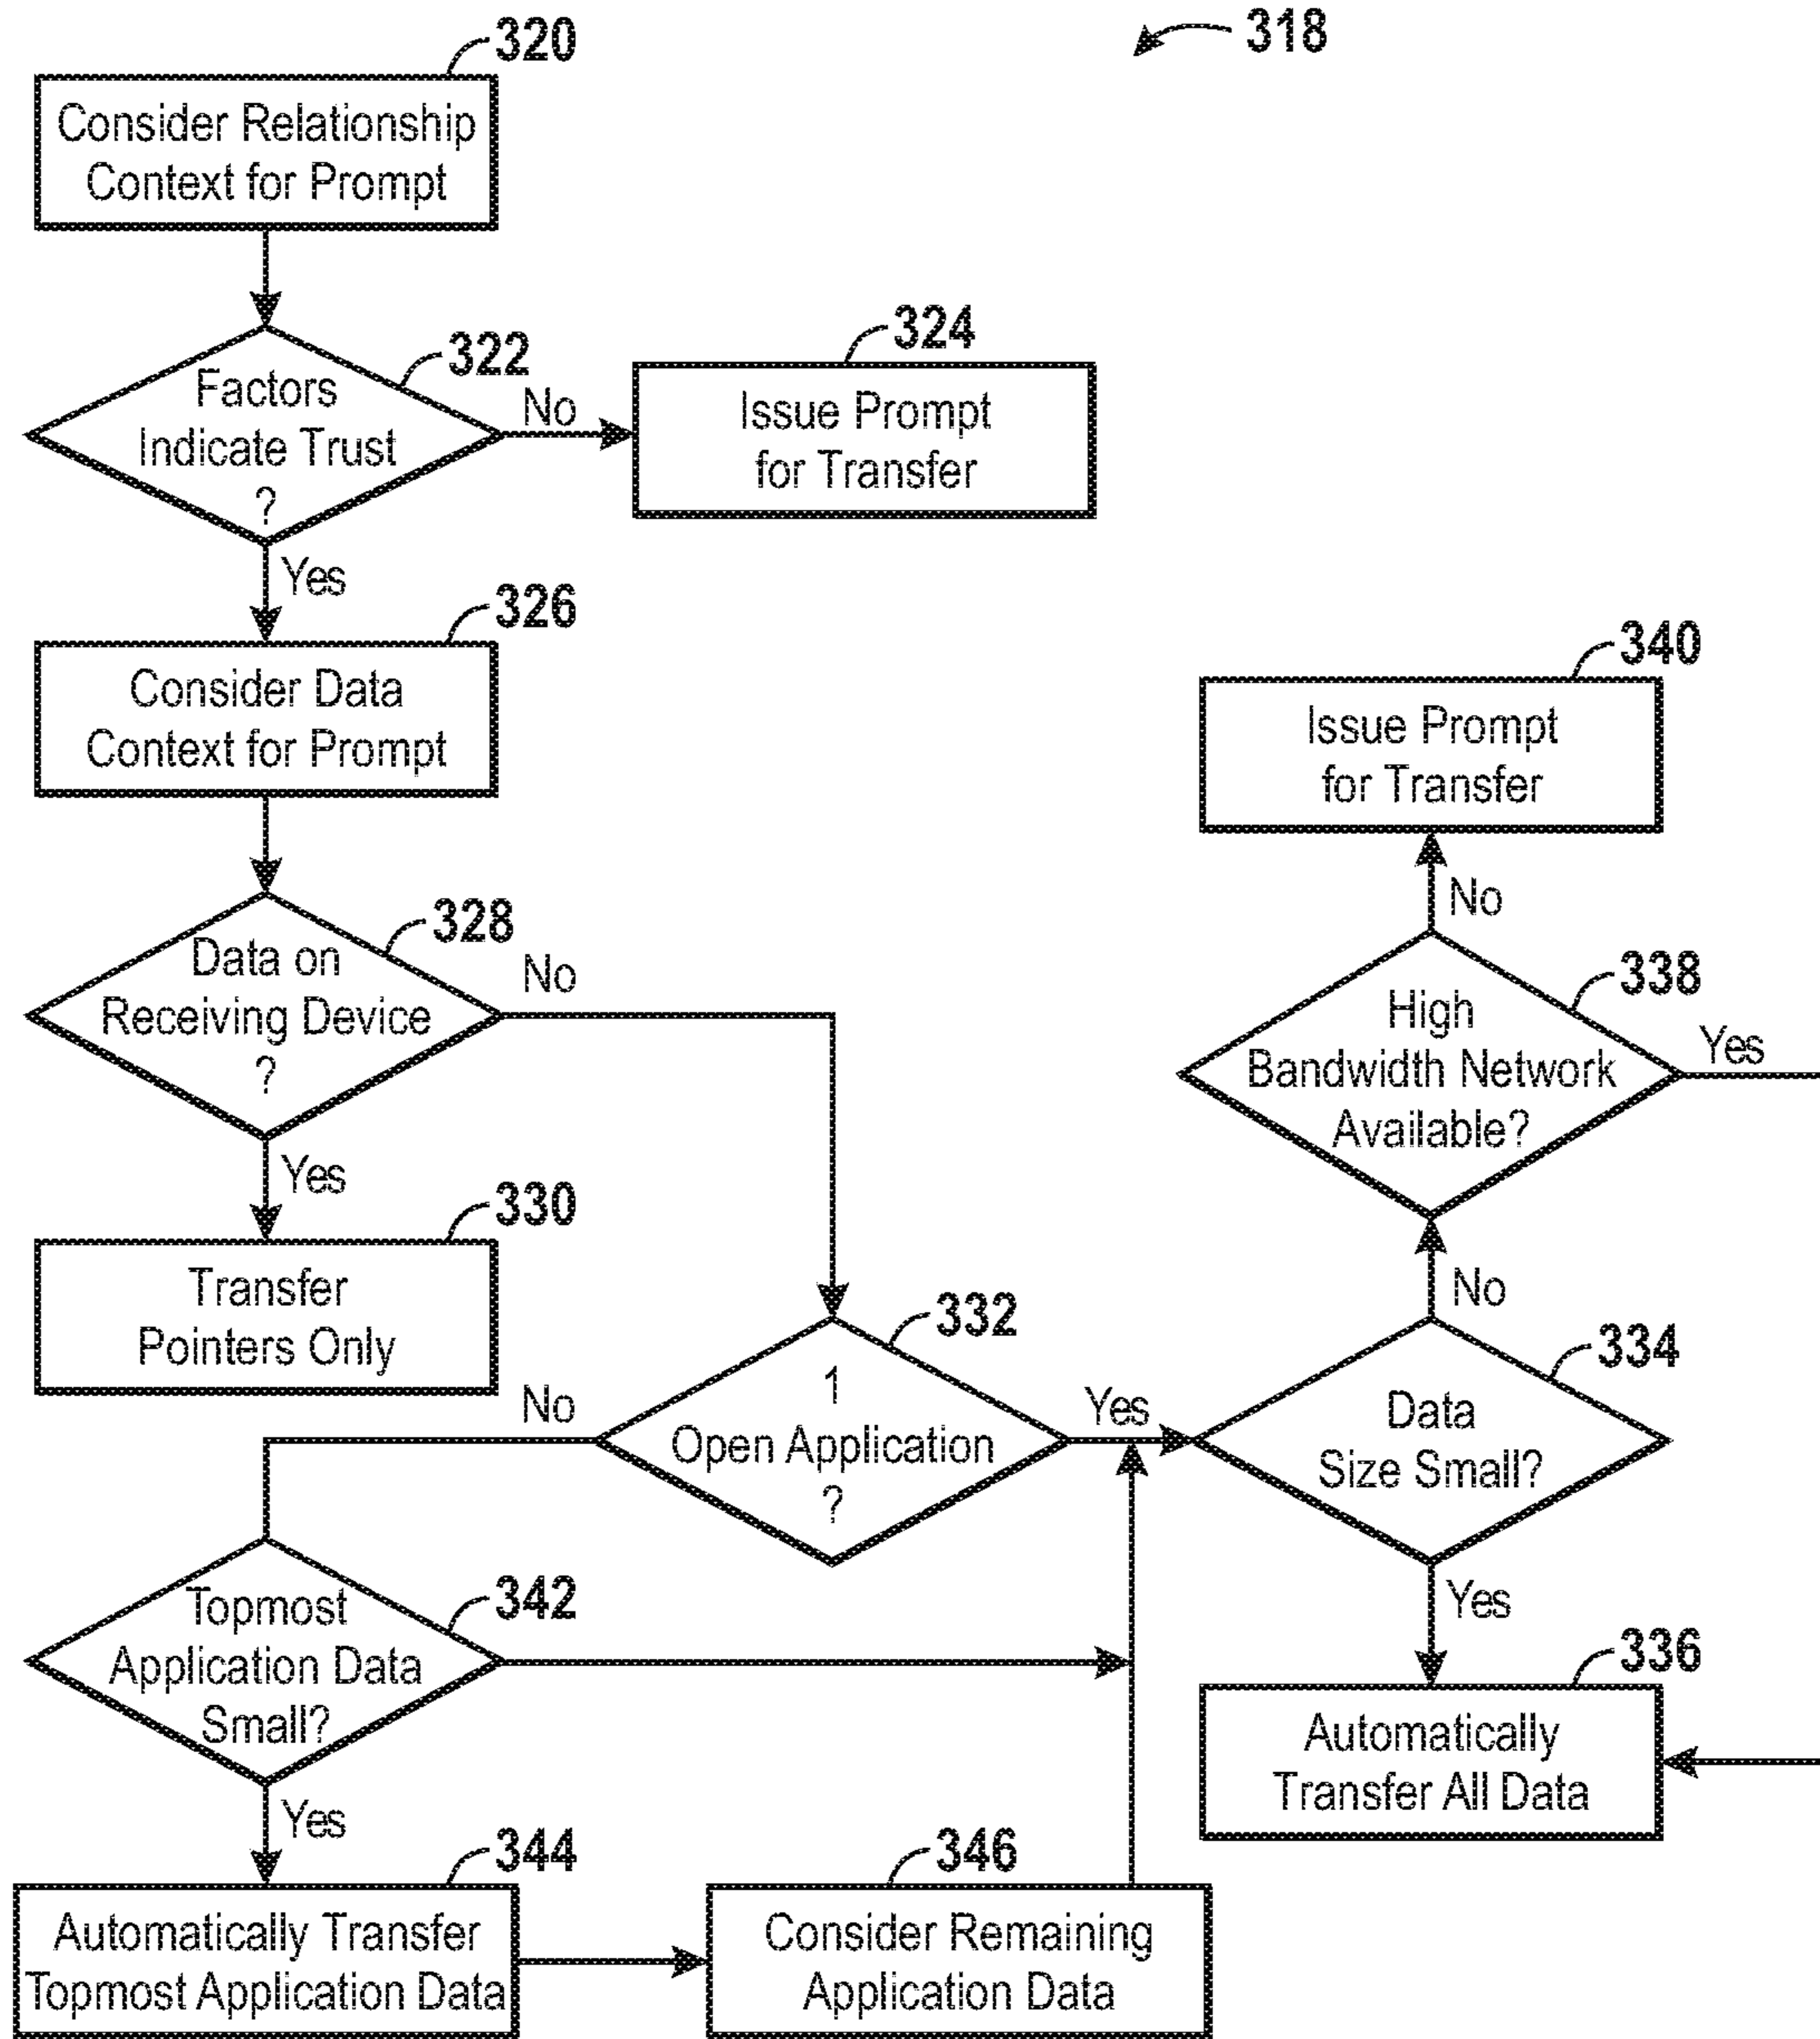 318
320
Consider Relationship
Context for Prompt
322
Factors
Indicate Trust
?
No
324
Issue Prompt
for Transfer
Yes
326
Consider Data
Context for Prompt
328
Data on
Receiving Device
?
No
Yes
330
Transfer
Pointers Only
332
1
Open Application
?
No
Yes
334
Data
Size Small?
No
338
High
Bandwidth Network
Available?
Yes
No
340
Issue Prompt
for Transfer
Yes
336
Automatically
Transfer All Data
342
Topmost
Application Data
Small?
Yes
344
Automatically Transfer
Topmost Application Data
346
Consider Remaining
Application Data